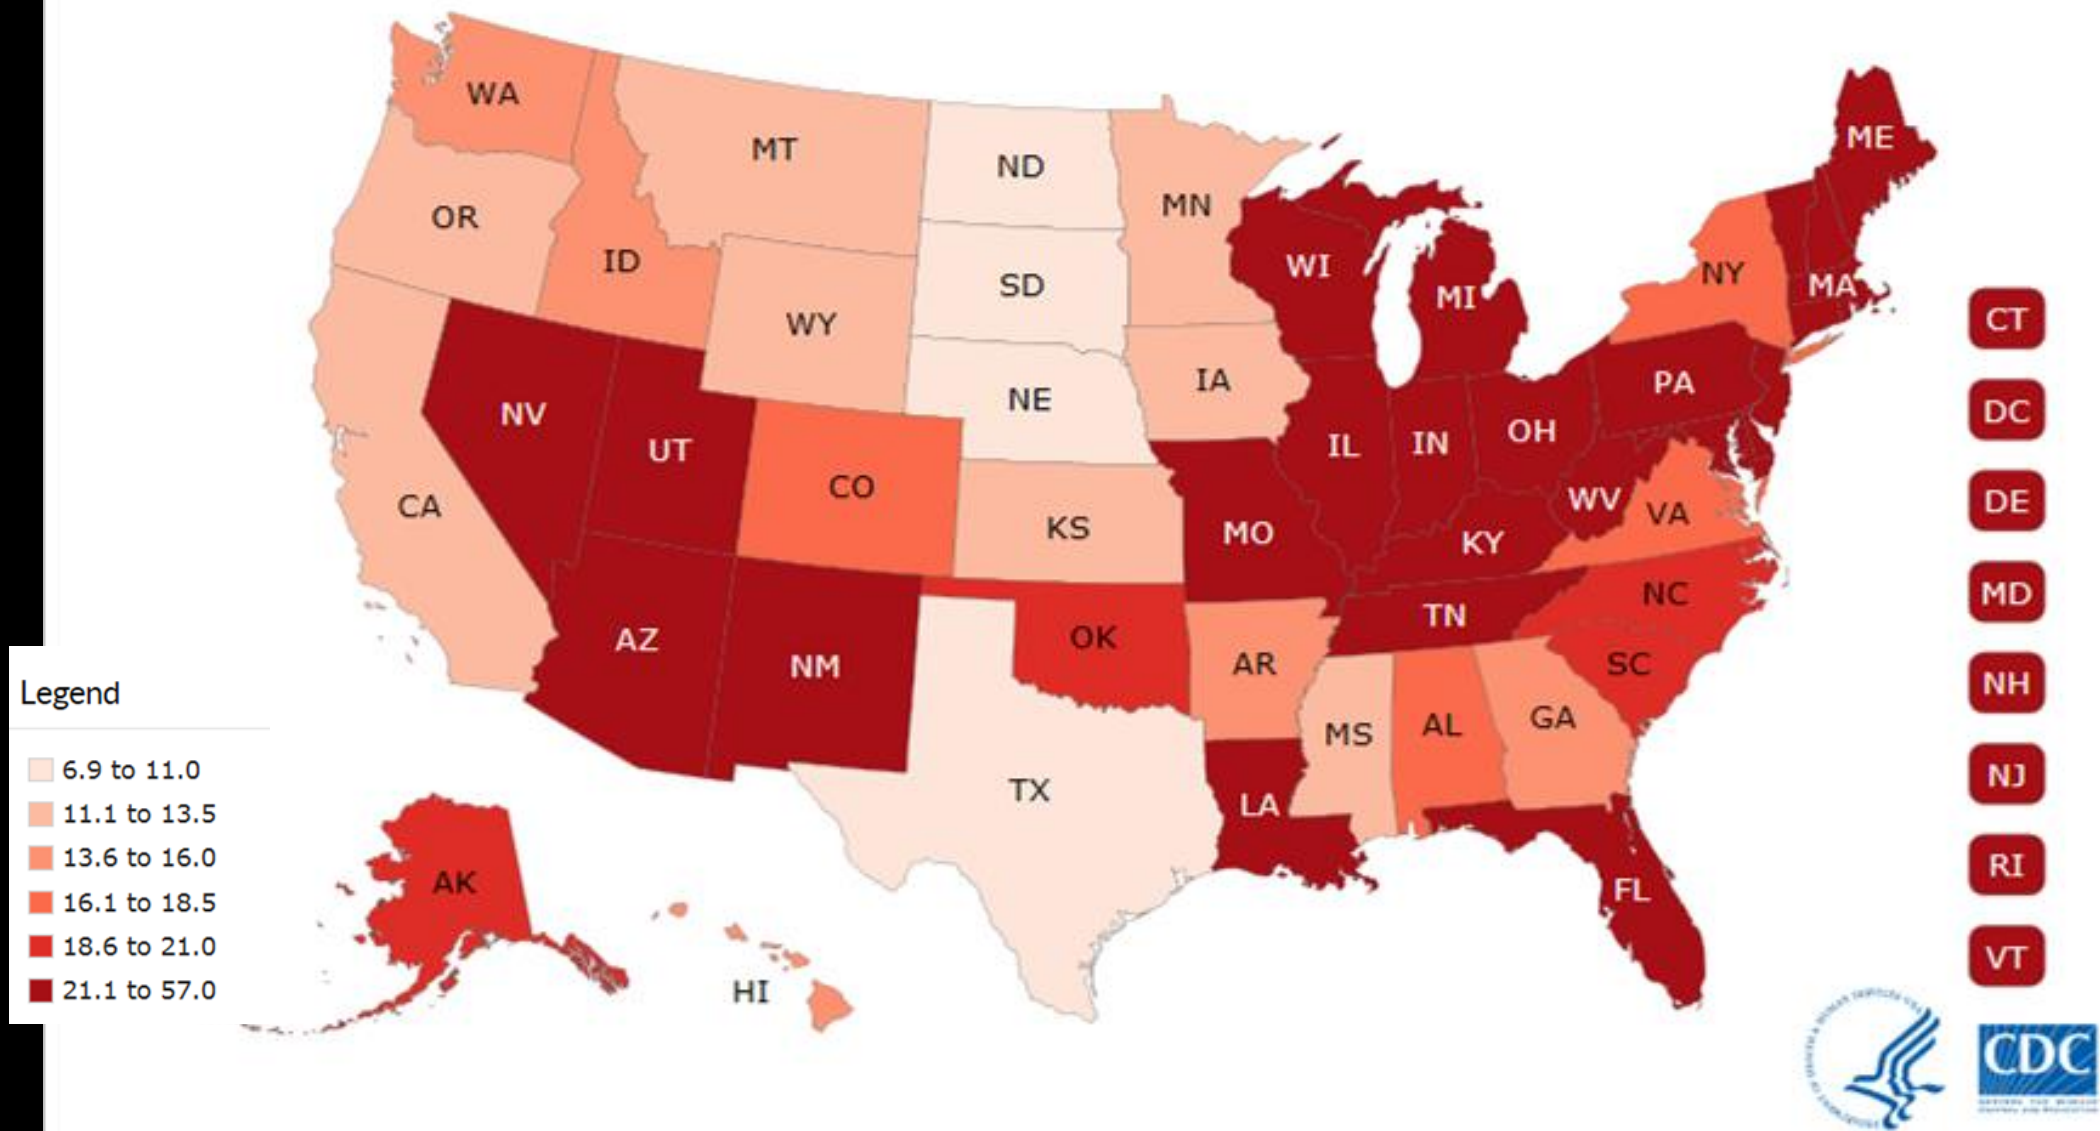 WA
MT
ND
MN
ME
OR
ID
SD
WI
MI
NY
MA
WY
CT
NE
IA
PA
NV
UT
IL
IN
OH
DC
CO
CA
KS
MO
WV
VA
KY
DE
AZ
NM
OK
AR
TN
NC
MD
SC
Legend
6.9 to 11.0
11.1 to 13.5
13.6 to 16.0
16.1 to 18.5
18.6 to 21.0
21.1 to 57.0
TX
LA
MS
AL
GA
NH
NJ
AK
HI
FL
RI
VT
CDC